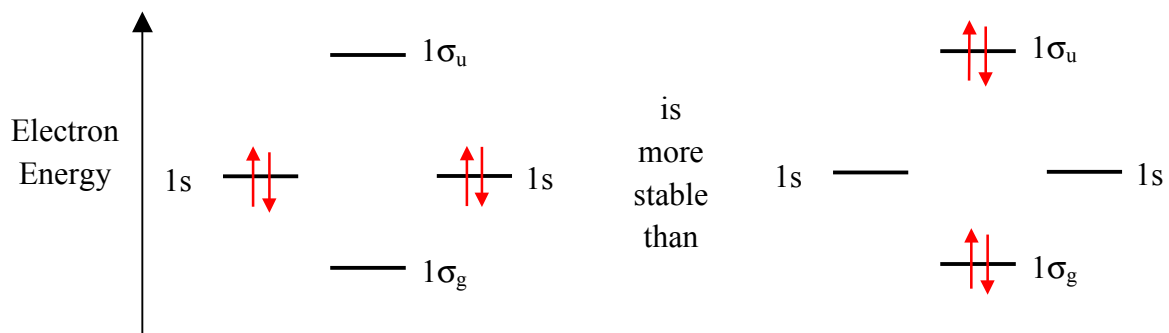 Electron
Energy
1σu
1s
1s
1σg
is
more
stable
than
1σu
1s
1s
1σg